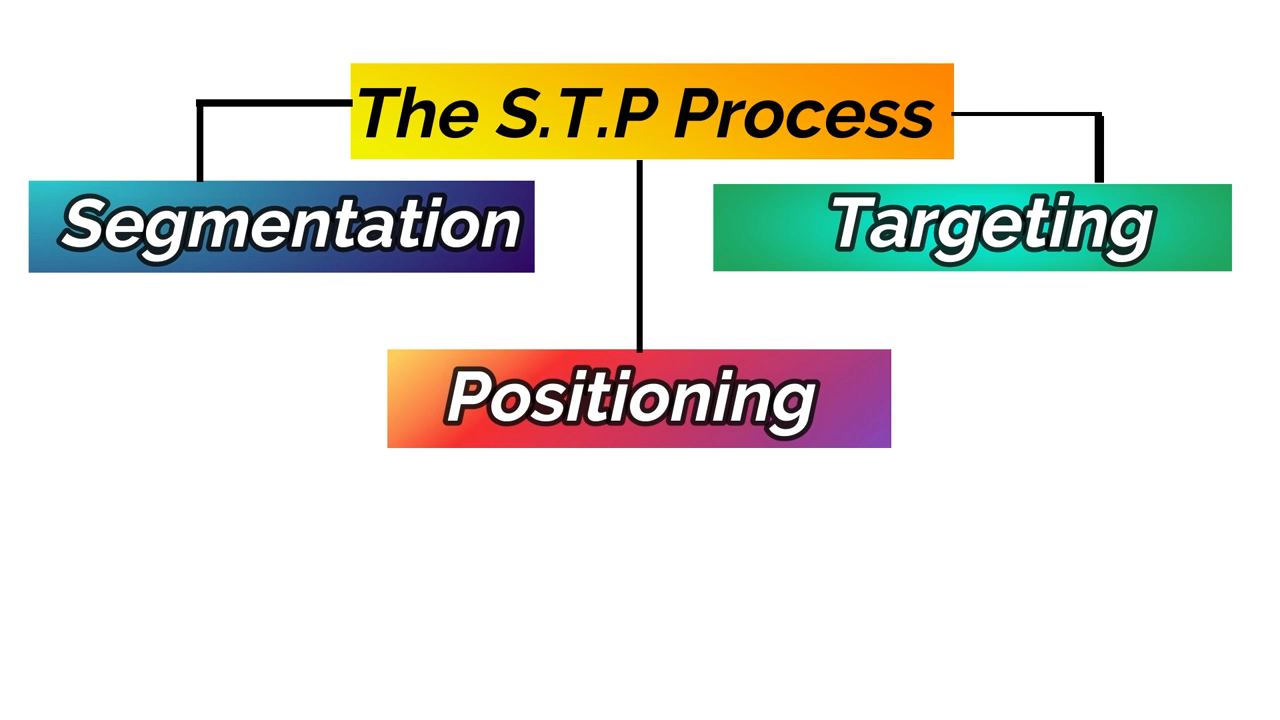 The S.T.P Process
Segmentation
Targeting
Positioning